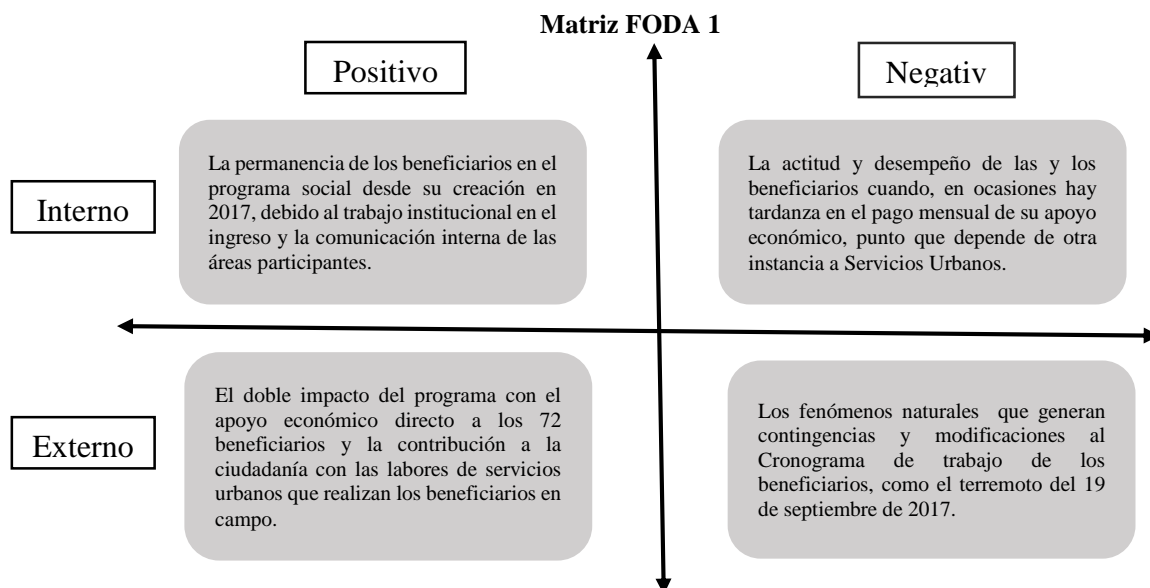 Matriz FODA 1
Positivo
Negativ
Interno
La permanencia de los beneficiarios en el
programa social desde su creación en
2017, debido al trabajo institucional en el
ingreso y la comunicación interna de las
áreas participantes.
La actitud y desempeño de las y los
beneficiarios cuando, en ocasiones hay
tardanza en el pago mensual de su apoyo
económico, punto que depende de otra
instancia a Servicios Urbanos.
Externo
El doble impacto del programa con el
apoyo económico directo a los 72
beneficiarios y la contribución a la
ciudadanía con las labores de servicios
urbanos que realizan los beneficiarios en
campo.
Los fenómenos naturales que generan
contingencias y modificaciones al
Cronograma de trabajo de los
beneficiarios, como el terremoto del 19
de septiembre de 2017.